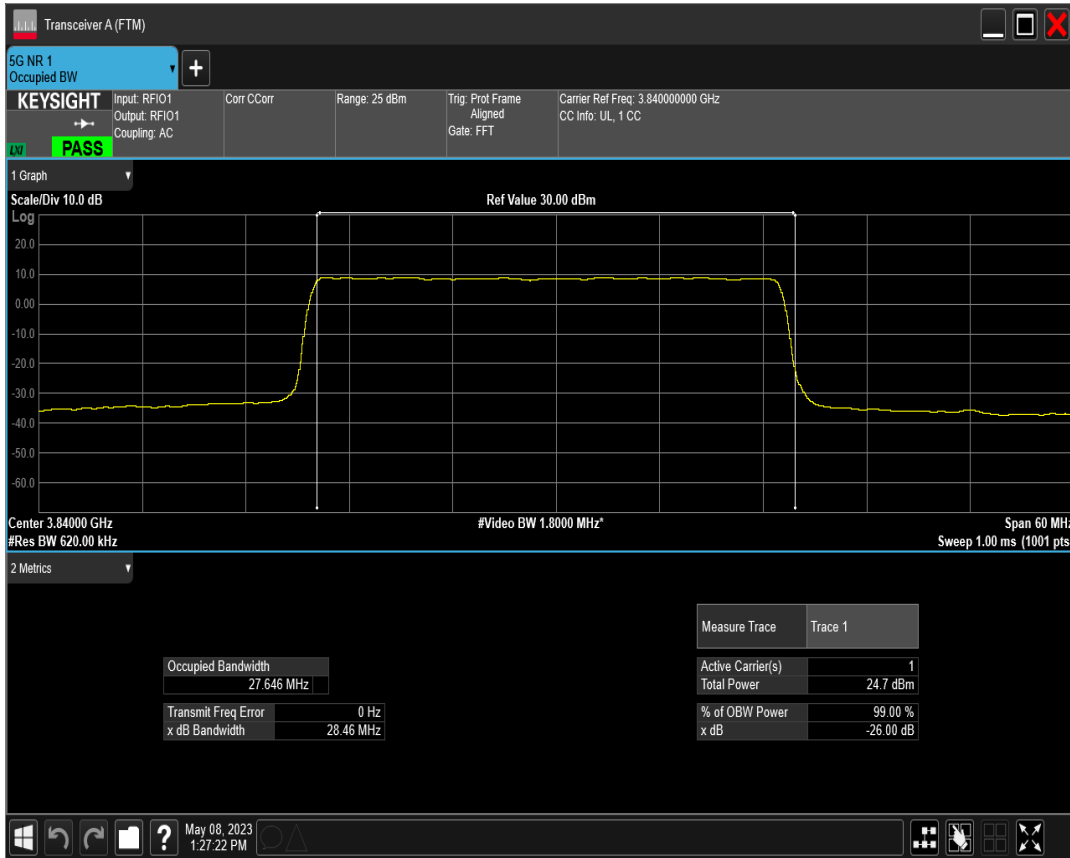 Transceiver A (FTM)
5G NR 1
Occupied BW
+
KEYSIGHT
LXI
PASS
Input: RFIO1
Output: RFIO1
Coupling: AC
Corr CCorr
Range: 25 dBm
Trig: Prot Frame
Aligned
Gate: FFT
Carrier Ref Freq: 3.840000000 GHz
CC Info: UL, 1 CC
1 Graph
Scale/Div 10.0 dB
Ref Value 30.00 dBm
Log
20.0
10.0
0.00
-10.0
-20.0
-30.0
-40.0
-50.0
-60.0
Center 3.84000 GHz
#Video BW 1.8000 MHz*
Span 60 MHz
#Res BW 620.00 kHz
Sweep 1.00 ms (1001 pts
2 Metrics
Measure Trace Trace 1
Occupied Bandwidth
27.646 MHz
Active Carrier(s) 1
Total Power 24.7 dBm
Transmit Freq Error 0 Hz
x dB Bandwidth 28.46 MHz
% of OBW Power 99.00 %
x dB -26.00 dB
?
May 08, 2023
1:27:22 PM